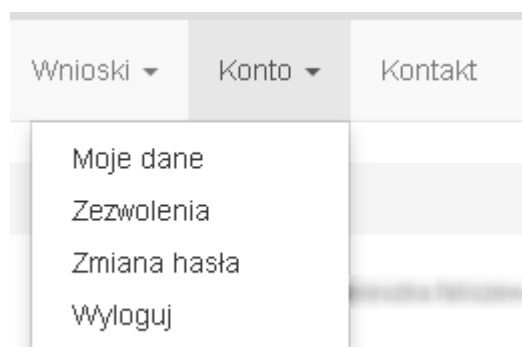 Wnioski Konto Kontakt
Moje dane
Zezwolenia
Zmiana hasła
Wyloguj